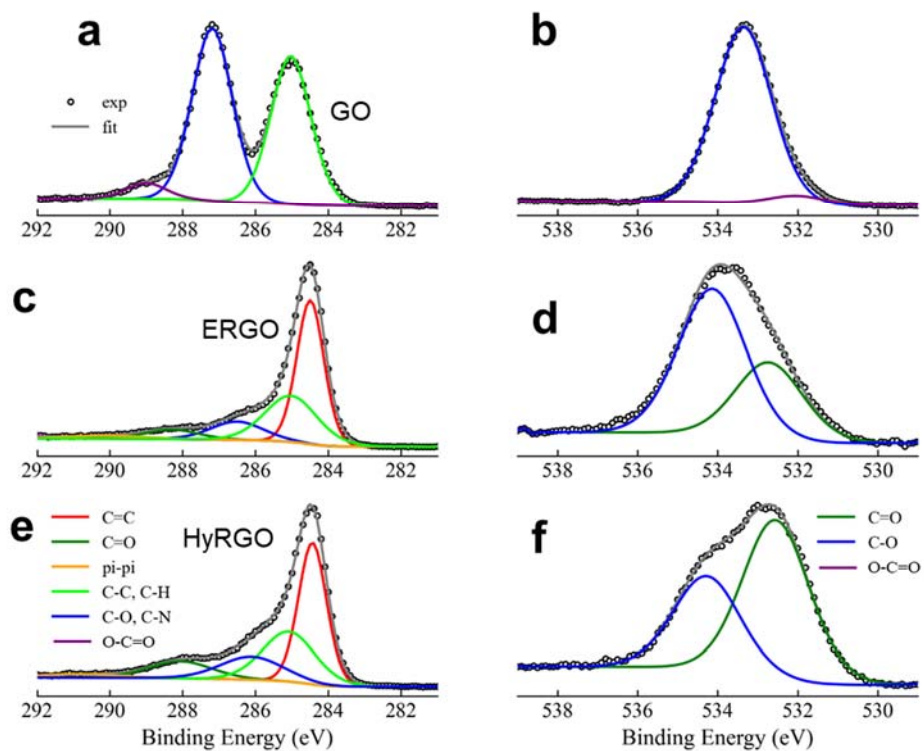 a
GO
exp
fit
292 290 288 286 284 282
b
538 536 534 532 530
c
ERGO
292 290 288 286 284 282
d
538 536 534 532 530
e
HyRGO
C=C
C=O
pi-pi
C-C, C-H
C-O, C-N
O-C=O
292 290 288 286 284 282
Binding Energy (eV)
f
C=O
C-O
O-C=O
538 536 534 532 530
Binding Energy (eV)